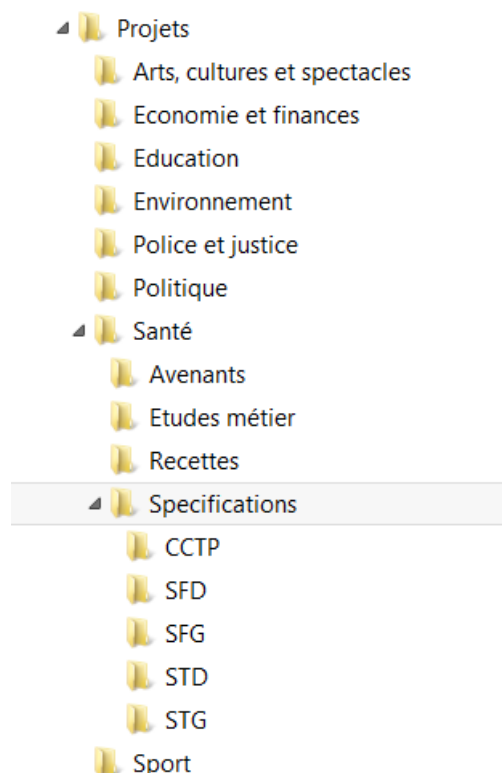 Projets
Arts, cultures et spectacles
Economie et finances
Education
Environnement
Police et justice
Politique
Santé
Avenants
Etudes métier
Recettes
Specifications
CCTP
SFD
SFG
STD
STG
Sport